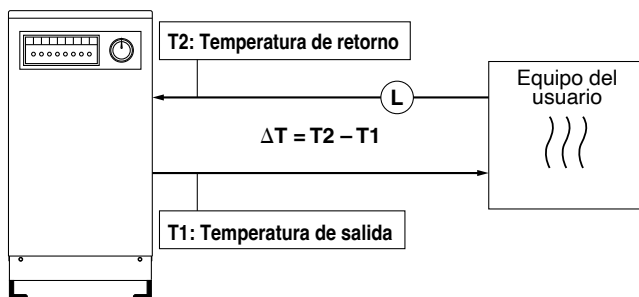 T2: Temperatura de retorno
L
Equipo del
usuario
ΔT = T2 – T1
T1: Temperatura de salida